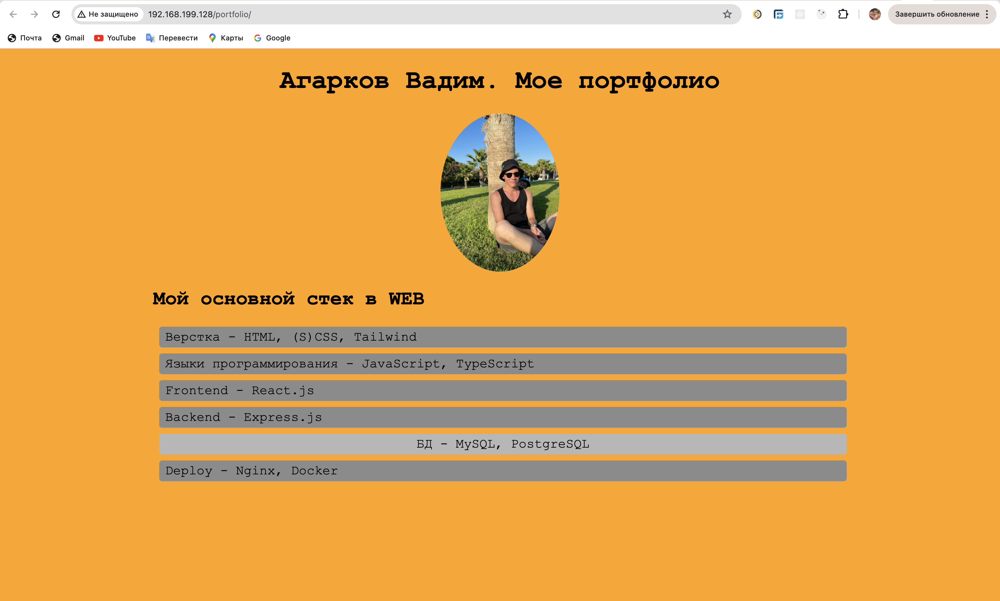 Не защищено 192.168.199.128/portfolio/ Завершить обновление
Почта Gmail YouTube Перевести Карты Google
Агарков Вадим. Мое портфолио
Мой основной стек в WEB
Верстка - HTML, (S)CSS, Tailwind
Языки программирования - JavaScript, TypeScript
Frontend - React.js
Backend - Express.js
БД - MySQL, PostgreSQL
Deploy - Nginx, Docker